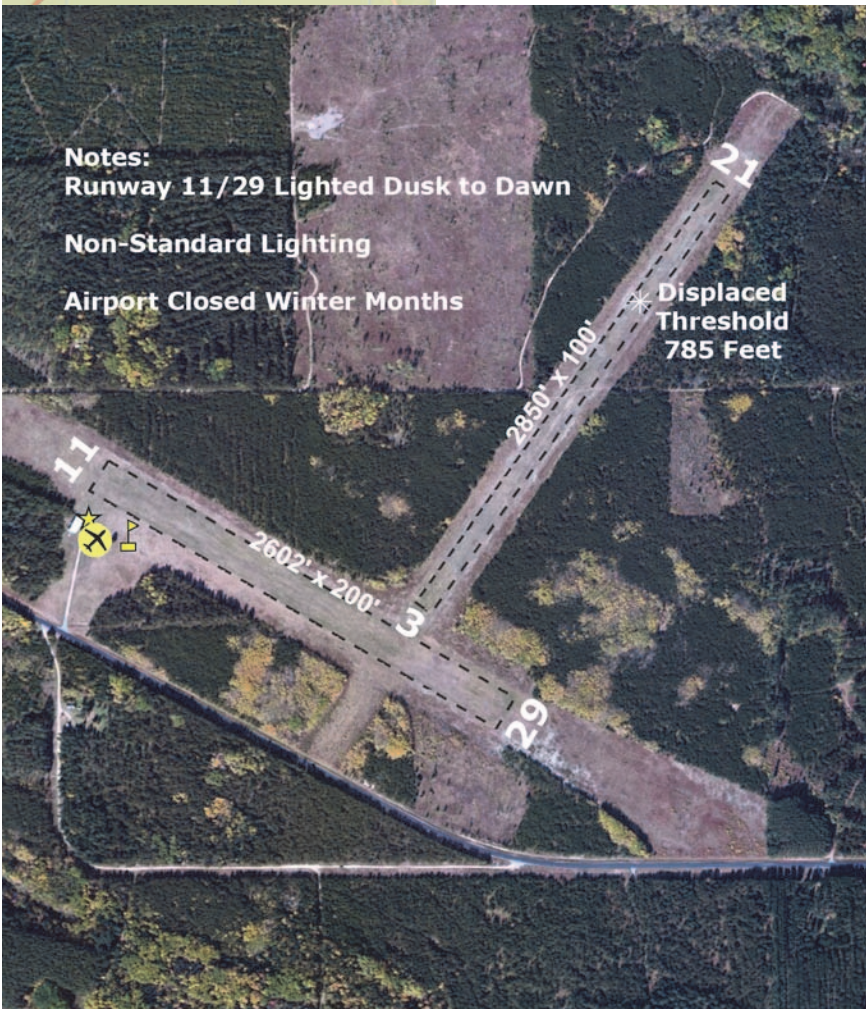 Notes:
Runway 11/29 Lighted Dusk to Dawn
Non-Standard Lighting
Airport Closed Winter Months
21
Displaced
Threshold
785 Feet
2850' x 100'
11
2602' x 200'
3
29